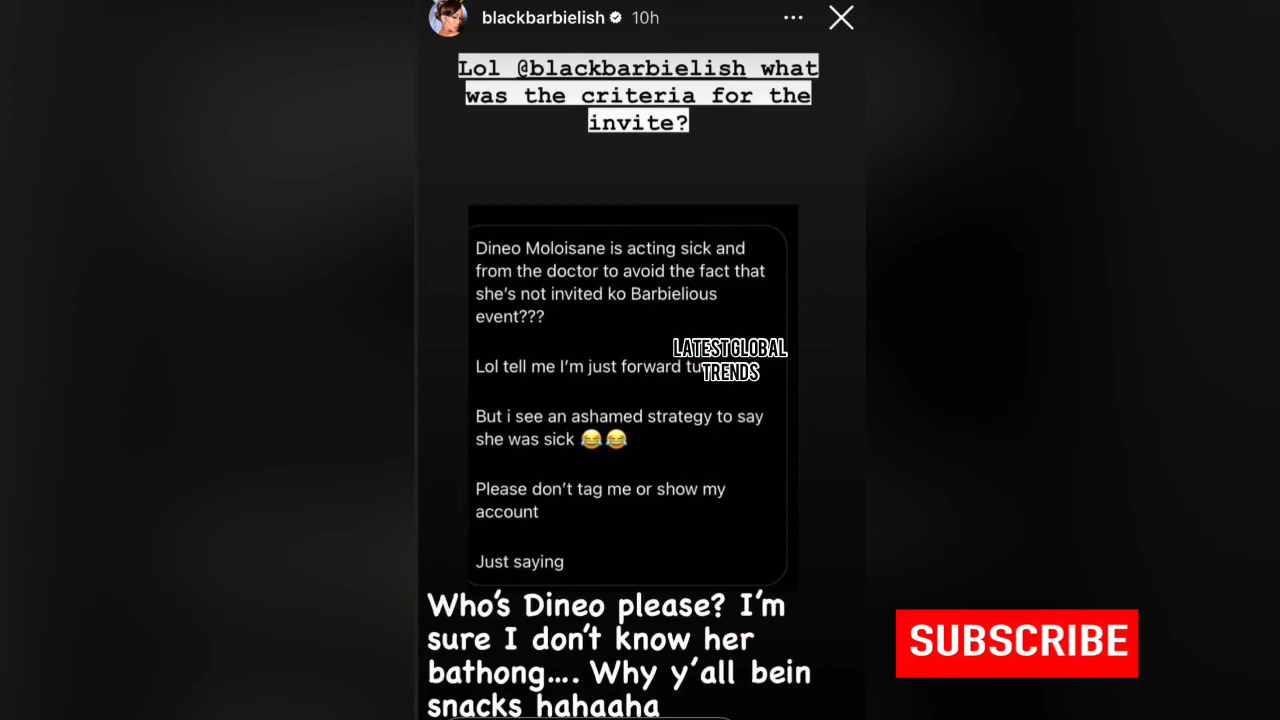 blackbarbielish 10h
Lol @blackbarbielish what
was the criteria for the
invite?
Dineo Moloisane is acting sick and
from the doctor to avoid the fact that
she's not invited ko Barbielious
event???
LATEST GLOBAL
TRENDS
Lol tell me I'm just forward
But i see an ashamed strategy to say
she was sick 😂😂
Please don't tag me or show my
account
Just saying
Who's Dineo please? I'm
sure I don't know her
bathong.... Why y'all bein
snacks hahaaha
SUBSCRIBE